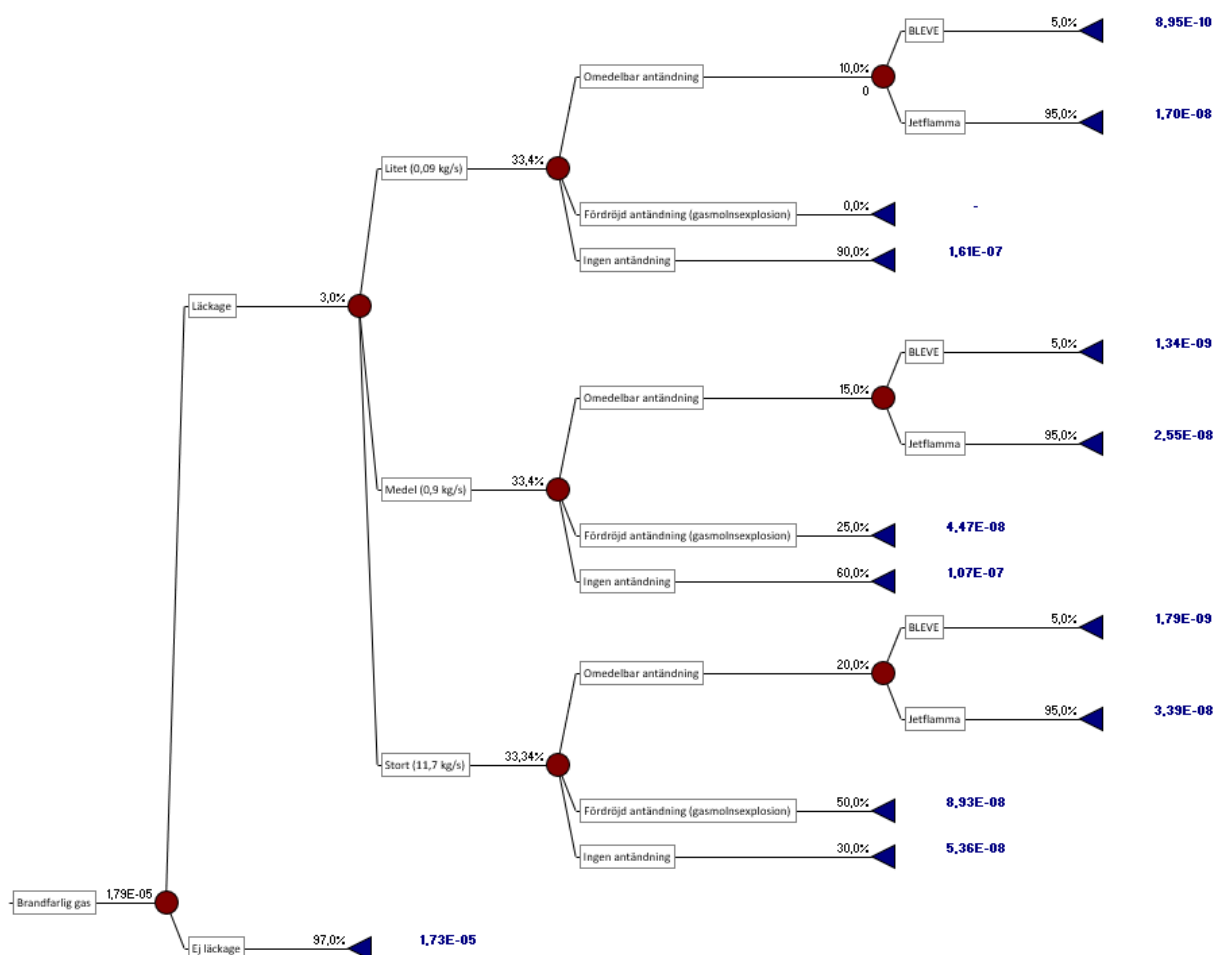 BLEVE
5,0%
8,95E-10
Omedelbar antändning
10,0%
0
Jetflamma
95,0%
1,70E-08
Litet (0,09 kg/s)
33,4%
Fördröjd antändning (gasmolnsexplosion)
0,0%
-
Ingen antändning
90,0%
1,61E-07
Läckage
3,0%
BLEVE
5,0%
1,34E-09
Omedelbar antändning
15,0%
Jetflamma
95,0%
2,55E-08
Medel (0,9 kg/s)
33,4%
Fördröjd antändning (gasmolnsexplosion)
25,0%
4,47E-08
Ingen antändning
60,0%
1,07E-07
BLEVE
5,0%
1,79E-09
Omedelbar antändning
20,0%
Jetflamma
95,0%
3,39E-08
Stort (11,7 kg/s)
33,34%
Fördröjd antändning (gasmolnsexplosion)
50,0%
8,93E-08
Ingen antändning
30,0%
5,36E-08
Brandfarlig gas
1,79E-05
Ej läckage
97,0%
1,73E-05